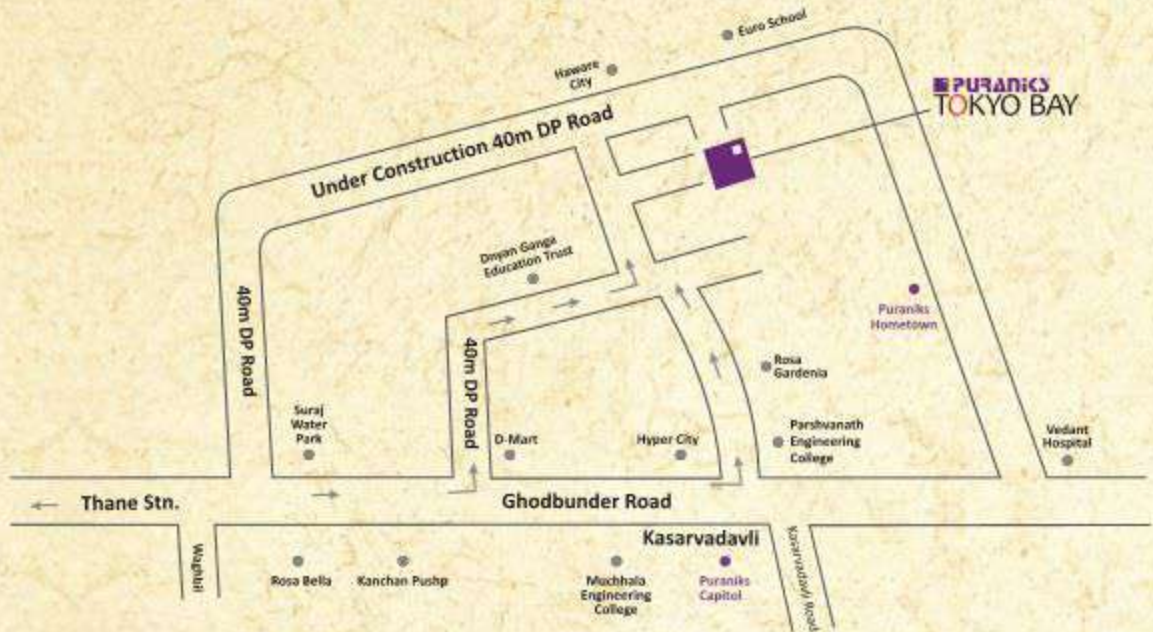 Euro School
Haware
City
PURANiKS
TOKYO BAY
Under Construction 40m DP Road
Dnyan Ganga
Education Trust
40m DP Road
Puraniks
Hometown
40m DP Road
Rosa
Gardenia
Suraj
Water
Park
D-Mart
Hyper City
Parshvanath
Engineering
College
Vedant
Hospital
Thane Stn.
Ghodbunder Road
Kasarvadavli
Waghbil
Rosa Bella
Kanchan Pushp
Muchhala
Engineering
College
Puraniks
Capitol
Kasarvadavli Road